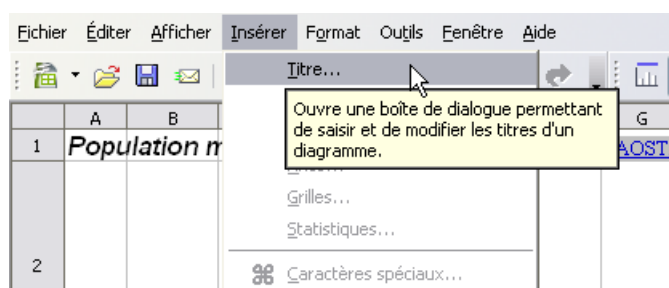 Fichier Éditer Afficher Insérer Format Outils Fenêtre Aide
Titre...
Ouvre une boîte de dialogue permettant
de saisir et de modifier les titres d'un
diagramme.
A B G
1 Population m AOST
Grilles...
Statistiques...
2
Caractères spéciaux...